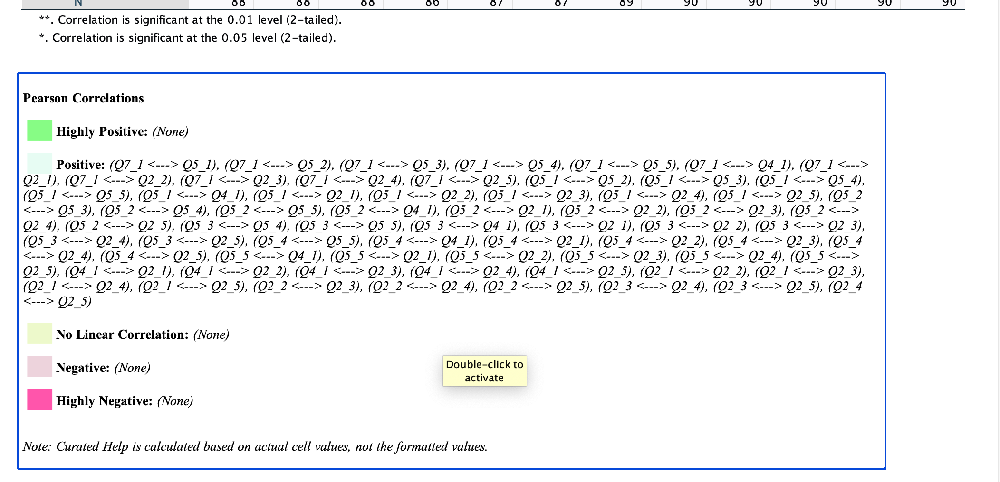 N 88 88 88 86 87 87 89 90 90 90 90 90
**. Correlation is significant at the 0.01 level (2-tailed).
*. Correlation is significant at the 0.05 level (2-tailed).
Pearson Correlations
Highly Positive: (None)
Positive: (Q7_1 <---> Q5_1), (Q7_1 <---> Q5_2), (Q7_1 <---> Q5_3), (Q7_1 <---> Q5_4), (Q7_1 <---> Q5_5), (Q7_1 <---> Q4_1), (Q7_1 <--->
Q2_1), (Q7_1 <---> Q2_2), (Q7_1 <---> Q2_3), (Q7_1 <---> Q2_4), (Q7_1 <---> Q2_5), (Q5_1 <---> Q5_2), (Q5_1 <---> Q5_3), (Q5_1 <---> Q5_4),
(Q5_1 <---> Q5_5), (Q5_1 <---> Q4_1), (Q5_1 <---> Q2_1), (Q5_1 <---> Q2_2), (Q5_1 <---> Q2_3), (Q5_1 <---> Q2_4), (Q5_1 <---> Q2_5), (Q5_2
<---> Q5_3), (Q5_2 <---> Q5_4), (Q5_2 <---> Q5_5), (Q5_2 <---> Q4_1), (Q5_2 <---> Q2_1), (Q5_2 <---> Q2_2), (Q5_2 <---> Q2_3), (Q5_2 <--->
Q2_4), (Q5_2 <---> Q2_5), (Q5_3 <---> Q5_4), (Q5_3 <---> Q5_5), (Q5_3 <---> Q4_1), (Q5_3 <---> Q2_1), (Q5_3 <---> Q2_2), (Q5_3 <---> Q2_3),
(Q5_3 <---> Q2_4), (Q5_3 <---> Q2_5), (Q5_4 <---> Q5_5), (Q5_4 <---> Q4_1), (Q5_4 <---> Q2_1), (Q5_4 <---> Q2_2), (Q5_4 <---> Q2_3), (Q5_4
<---> Q2_4), (Q5_4 <---> Q2_5), (Q5_5 <---> Q4_1), (Q5_5 <---> Q2_1), (Q5_5 <---> Q2_2), (Q5_5 <---> Q2_3), (Q5_5 <---> Q2_4), (Q5_5 <--->
Q2_5), (Q4_1 <---> Q2_1), (Q4_1 <---> Q2_2), (Q4_1 <---> Q2_3), (Q4_1 <---> Q2_4), (Q4_1 <---> Q2_5), (Q2_1 <---> Q2_2), (Q2_1 <---> Q2_3),
(Q2_1 <---> Q2_4), (Q2_1 <---> Q2_5), (Q2_2 <---> Q2_3), (Q2_2 <---> Q2_4), (Q2_2 <---> Q2_5), (Q2_3 <---> Q2_4), (Q2_3 <---> Q2_5), (Q2_4
<---> Q2_5)
No Linear Correlation: (None)
Negative: (None)
Double-click to
activate
Highly Negative: (None)
Note: Curated Help is calculated based on actual cell values, not the formatted values.